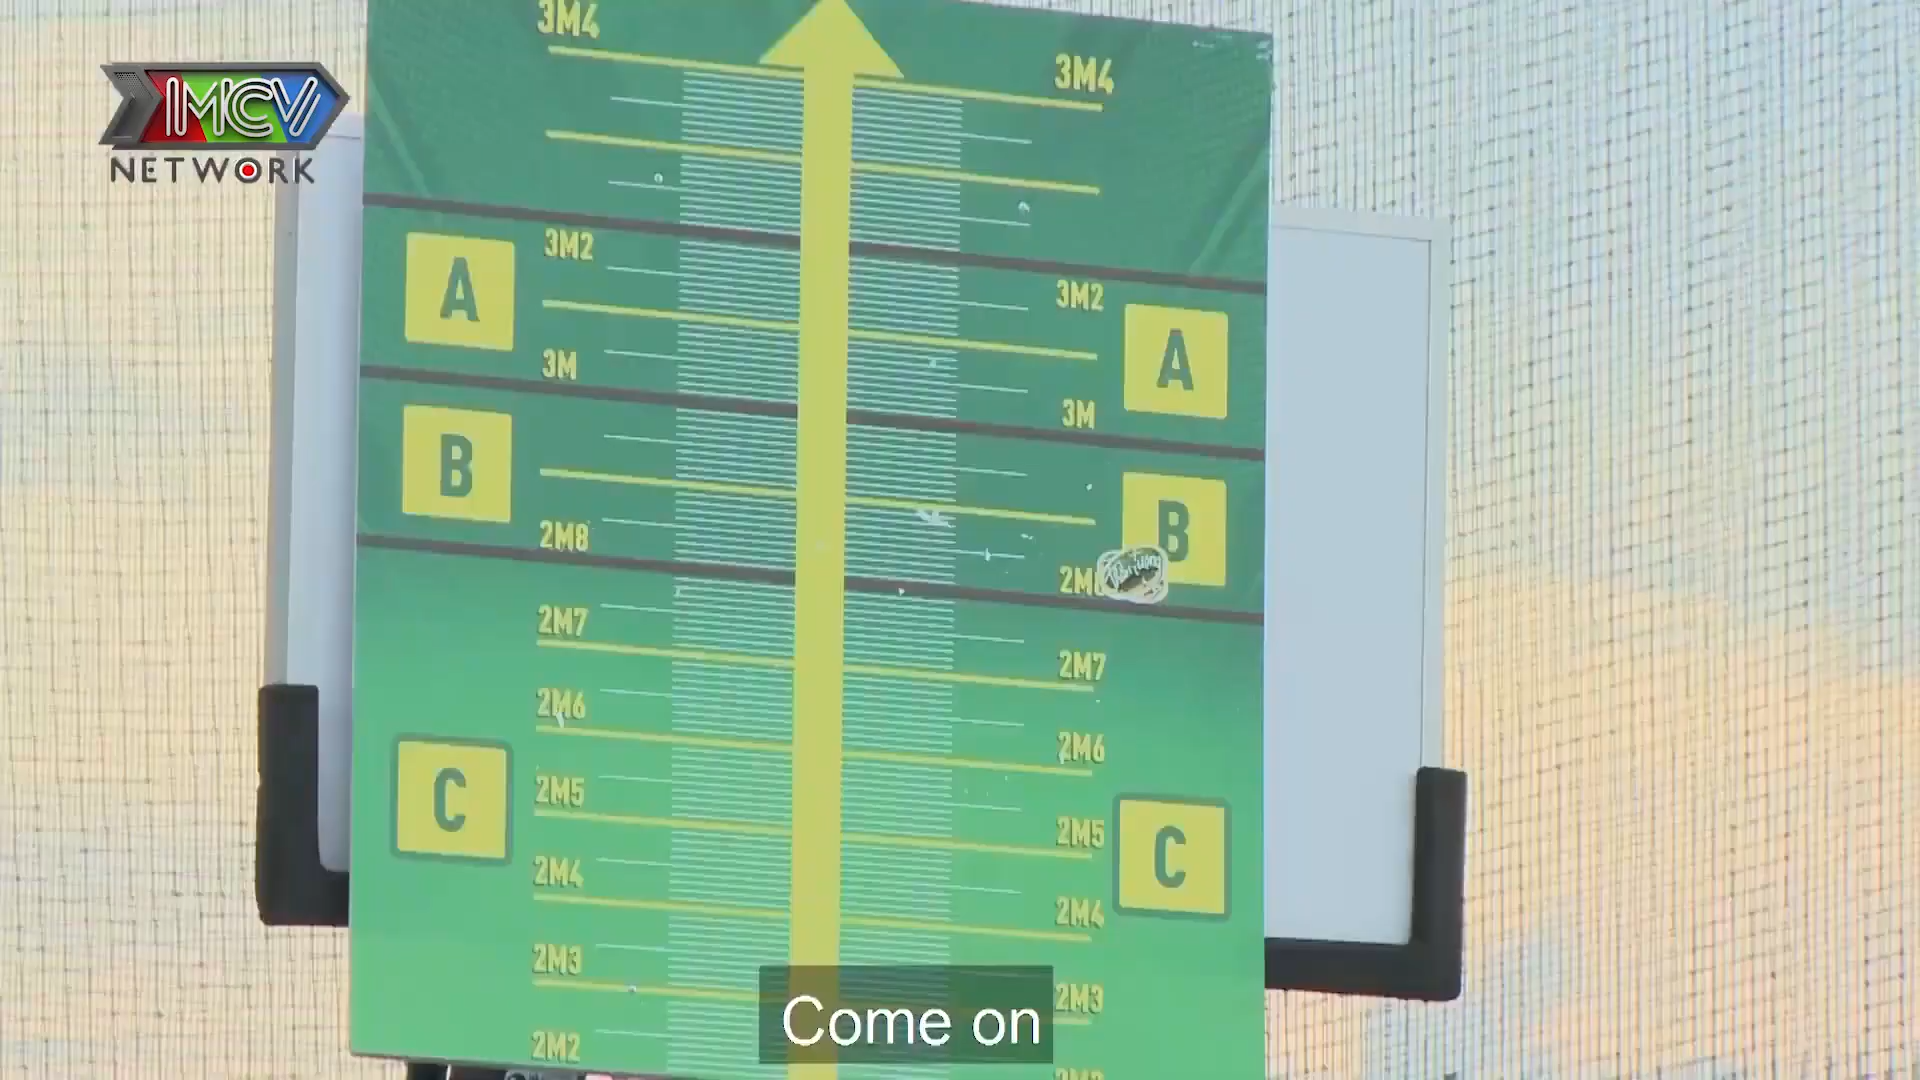 MCV
NETWORK
3M4
3M4
3M2
A
3M2
A
3M
3M
B
B
2M8
2M7
2M7
2M6
2M6
C
2M5
2M5
C
2M4
2M4
2M3
2M3
Come on
2M2